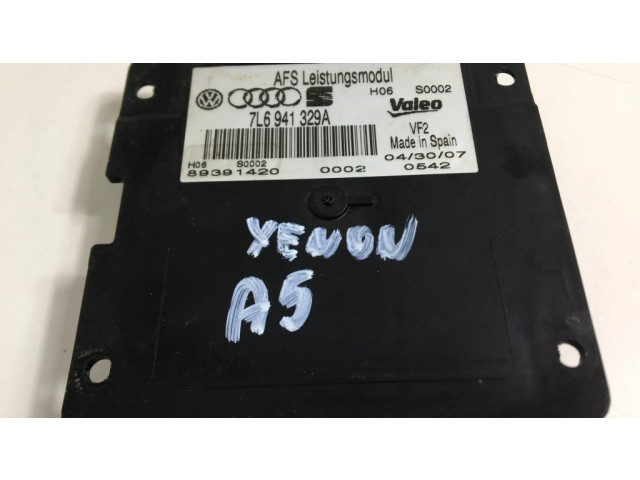 AFS Leistungsmodul
H06 S0002
7L6 941 329A
Valeo
VF2
Made in Spain
H06 S0002
04/30/07
89391420 0002 0542
XENON
A5